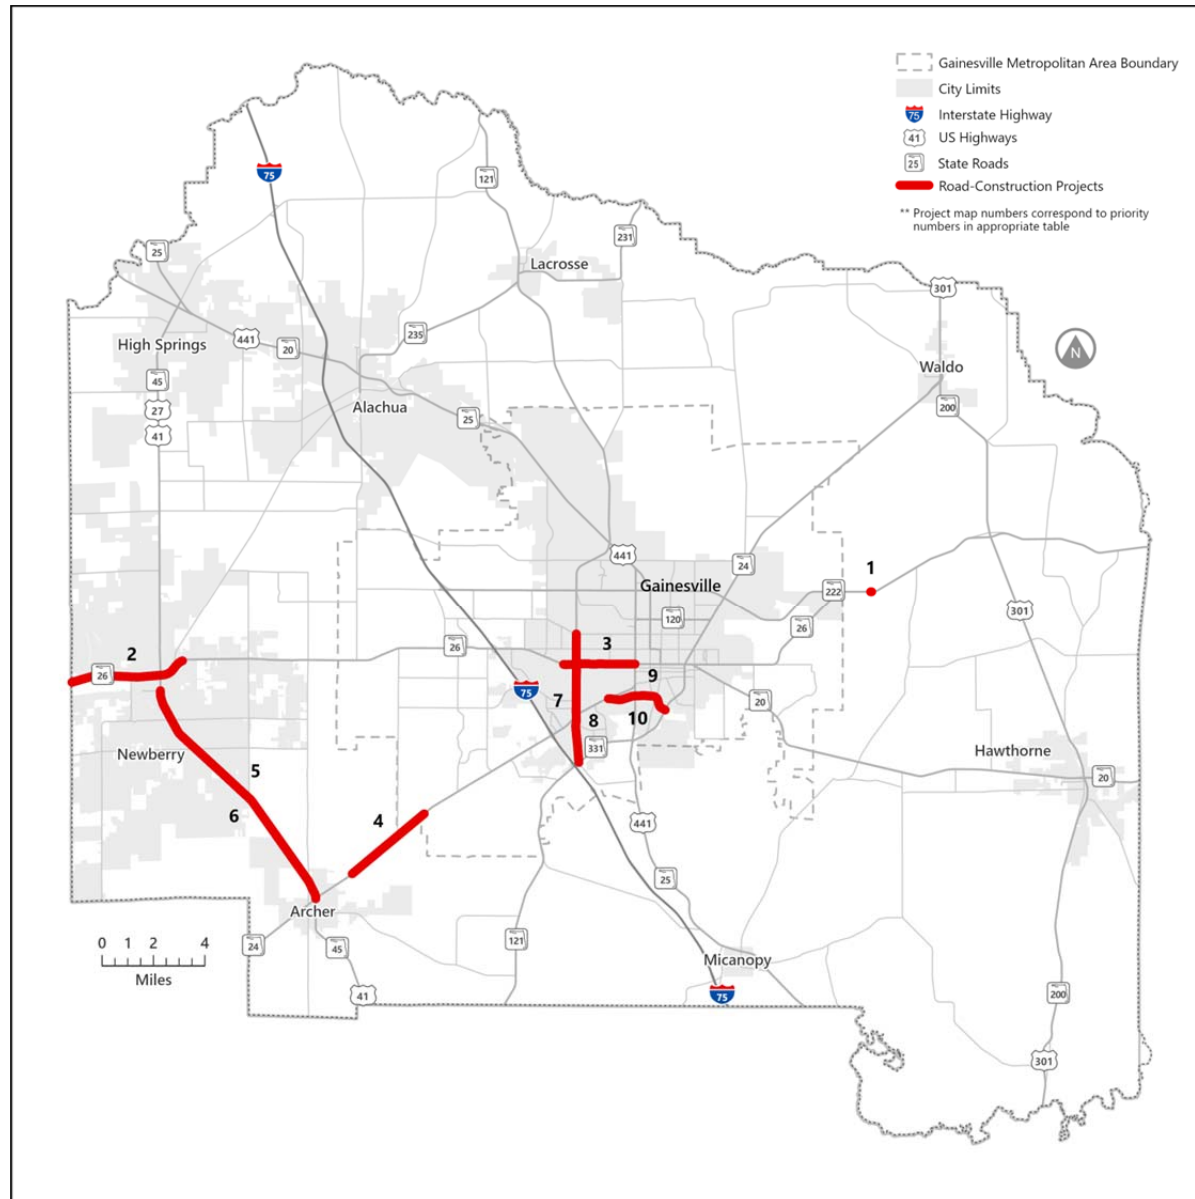 Gainesville Metropolitan Area Boundary
City Limits
75
Interstate Highway
41
US Highways
25
State Roads
Road-Construction Projects
** Project map numbers correspond to priority
numbers in appropriate table
75
121
231
25
Lacrosse
301
441
20
235
High Springs
N
45
Waldo
27
Alachua
200
41
25
441
24
1
Gainesville
222
301
120
26
2
26
3
26
9
75
7
20
8
10
331
Newberry
Hawthorne
5
20
6
4
441
25
Archer
0 1 2 4
Miles
24
45
121
Micanopy
41
75
200
301